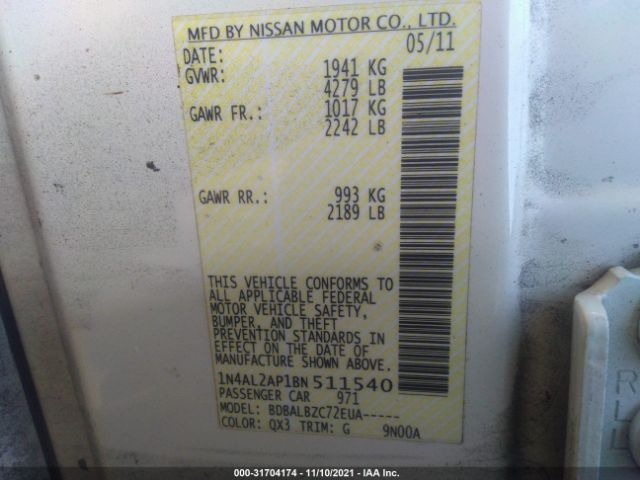 MFD BY NISSAN MOTOR CO., LTD.
DATE: 05/11
GVWR: 1941 KG
4279 LB
GAWR FR.: 1017 KG
2242 LB
GAWR RR.: 993 KG
2189 LB
THIS VEHICLE CONFORMS TO
ALL APPLICABLE FEDERAL
MOTOR VEHICLE SAFETY,
BUMPER, AND THEFT
PREVENTION STANDARDS IN
EFFECT ON THE DATE OF
MANUFACTURE SHOWN ABOVE.
1N4AL2AP1BN 511540
PASSENGER CAR 971
MODEL: BDBALBZC72EUA-----
COLOR: QX3 TRIM: G 9N00A
R
L
L
000-31704174 — 11/10/2021 — IAA Inc.